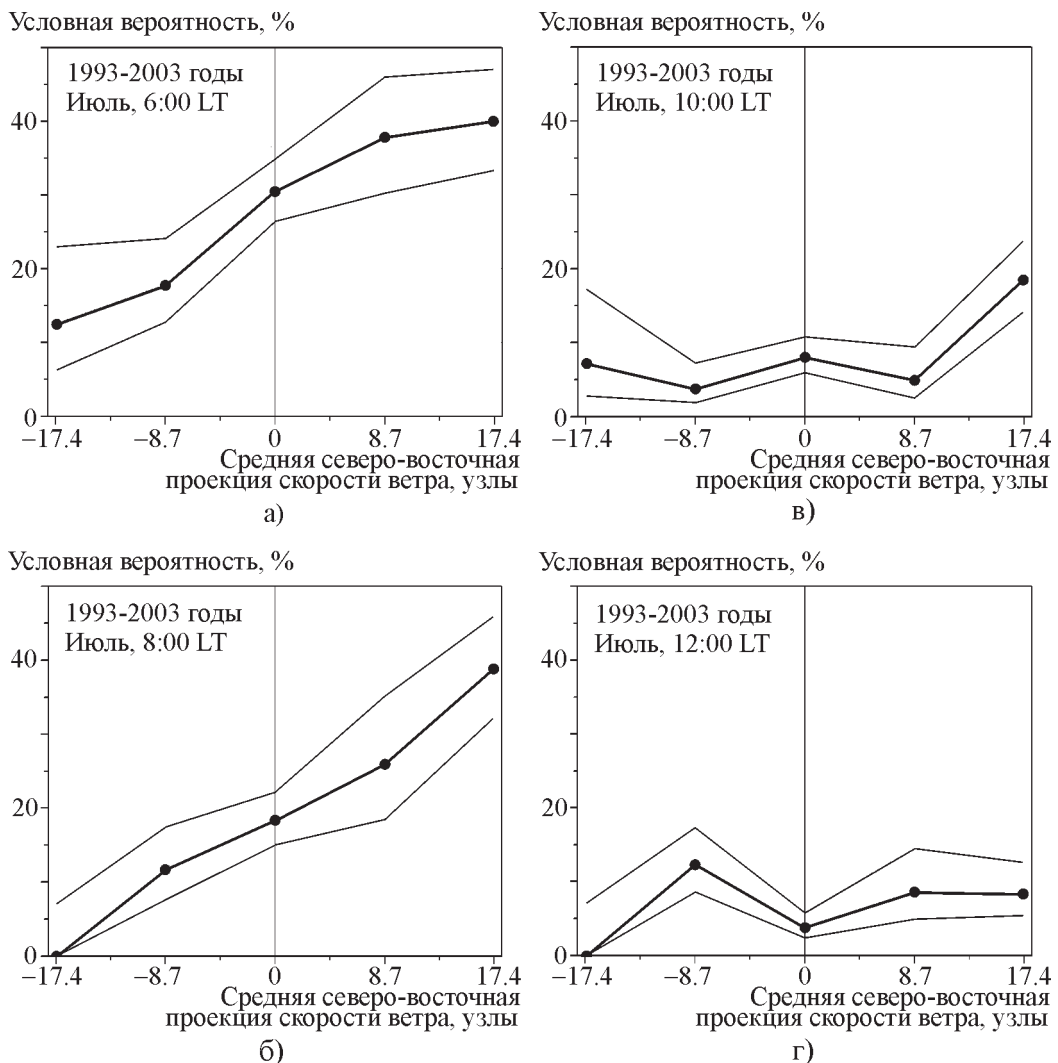 Условная вероятность, %
1993-2003 годы
Июль, 6:00 LT
40
20
0
−17.4 −8.7 0 8.7 17.4
Средняя северо-восточная
проекция скорости ветра, узлы
а)
Условная вероятность, %
1993-2003 годы
Июль, 10:00 LT
40
20
0
−17.4 −8.7 0 8.7 17.4
Средняя северо-восточная
проекция скорости ветра, узлы
в)
Условная вероятность, %
1993-2003 годы
Июль, 8:00 LT
40
20
0
−17.4 −8.7 0 8.7 17.4
Средняя северо-восточная
проекция скорости ветра, узлы
б)
Условная вероятность, %
1993-2003 годы
Июль, 12:00 LT
40
20
0
−17.4 −8.7 0 8.7 17.4
Средняя северо-восточная
проекция скорости ветра, узлы
г)